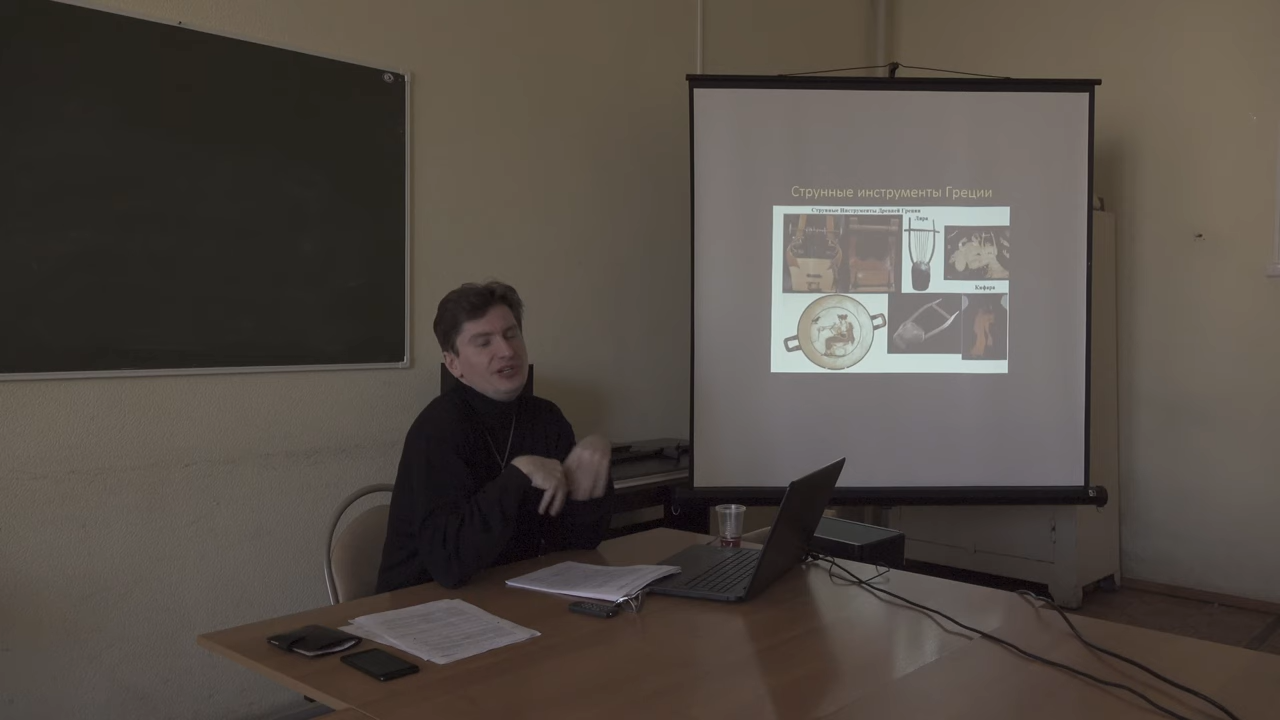 Струнные инструменты Греции
Струнные Инструменты Древней Греции
Лира
Кифара